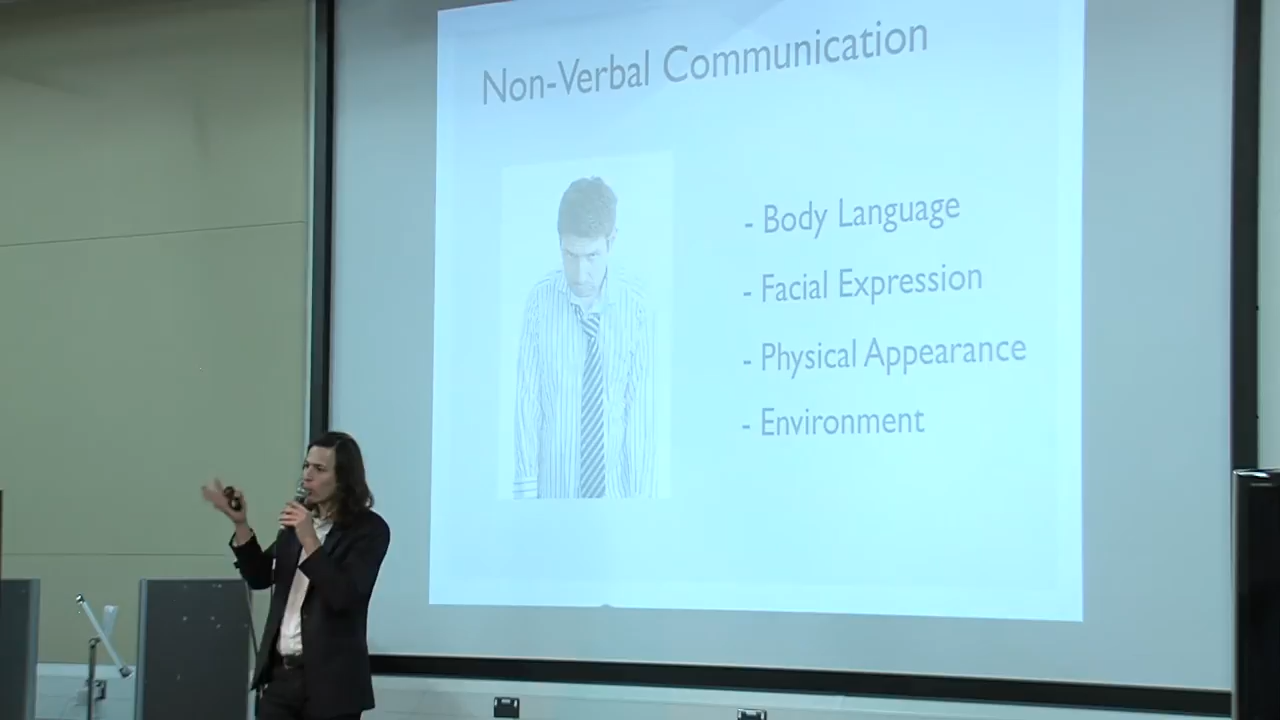 Non-Verbal Communication
- Body Language
- Facial Expression
- Physical Appearance
- Environment